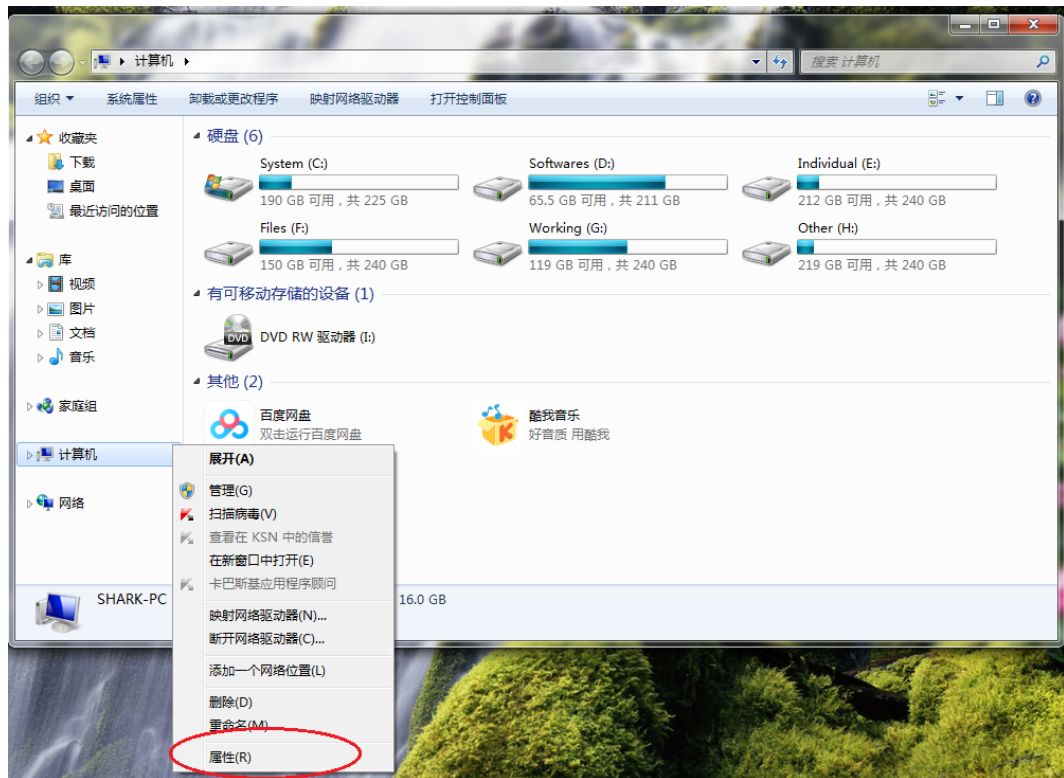 计算机
搜索 计算机
组织 系统属性 卸载或更改程序 映射网络驱动器 打开控制面板
收藏夹
下载
桌面
最近访问的位置
库
视频
图片
文档
音乐
家庭组
计算机
网络
硬盘 (6)
System (C:)
190 GB 可用，共 225 GB
Softwares (D:)
65.5 GB 可用，共 211 GB
Individual (E:)
212 GB 可用，共 240 GB
Files (F:)
150 GB 可用，共 240 GB
Working (G:)
119 GB 可用，共 240 GB
Other (H:)
219 GB 可用，共 240 GB
有可移动存储的设备 (1)
DVD
DVD RW 驱动器 (I:)
其他 (2)
百度网盘
双击运行百度网盘
酷我音乐
好音质 用酷我
展开(A)
管理(G)
扫描病毒(V)
查看在 KSN 中的信誉
在新窗口中打开(E)
卡巴斯基应用程序顾问
映射网络驱动器(N)...
断开网络驱动器(C)...
添加一个网络位置(L)
删除(D)
重命名(M)
属性(R)
SHARK-PC
16.0 GB